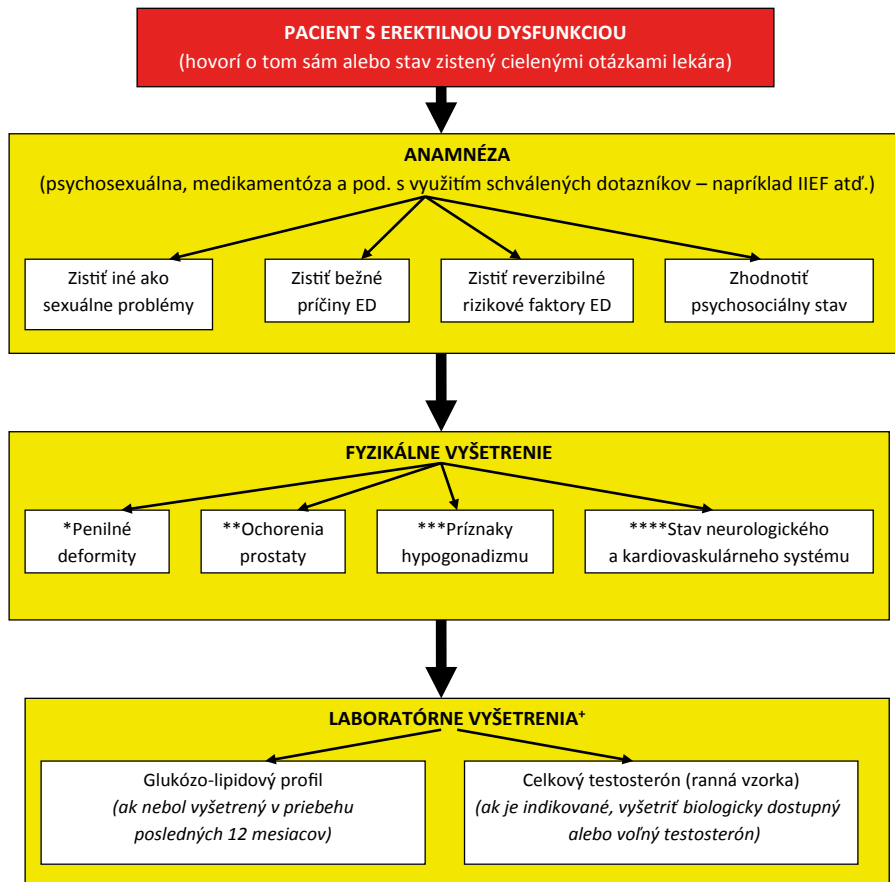 PACIENT S EREKTILNOU DYSFUNKCIOU
(hovorí o tom sám alebo stav zistený cielenými otázkami lekára)
ANAMNÉZA
(psychosexuálna, medikamentóza a pod. s využitím schválených dotazníkov – napríklad IIEF atď.)
Zistiť iné ako
sexuálne problémy
Zistiť bežné
príčiny ED
Zistiť reverzibilné
rizikové faktory ED
Zhodnotiť
psychosociálny stav
FYZIKÁLNE VYŠETRENIE
*Penilné
deformity
**Ochorenia
prostaty
***Príznaky
hypogonadizmu
****Stav neurologického
a kardiovaskulárneho systému
LABORATÓRNE VYŠETRENIA⁺
Glukózo-lipidový profil
(ak nebol vyšetrený v priebehu
posledných 12 mesiacov)
Celkový testosterón (ranná vzorka)
(ak je indikované, vyšetriť biologicky dostupný
alebo voľný testosterón)